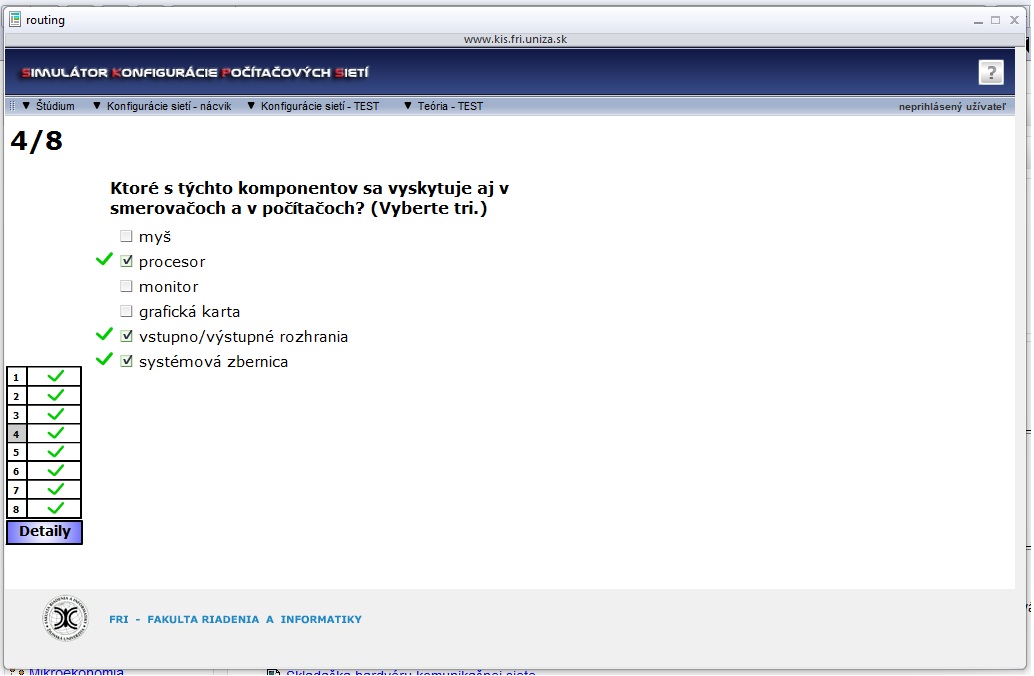 routing
www.kis.fri.uniza.sk
SIMULÁTOR KONFIGURÁCIE POČÍTAČOVÝCH SIETÍ
?
▼ Štúdium ▼ Konfigurácie sietí - nácvik ▼ Konfigurácie sietí - TEST ▼ Teória - TEST neprihlásený užívateľ
4/8
Ktoré s týchto komponentov sa vyskytuje aj v
smerovačoch a v počítačoch? (Vyberte tri.)
myš
procesor
monitor
grafická karta
vstupno/výstupné rozhrania
systémová zbernica
1
2
3
4
5
6
7
8
Detaily
FRI - FAKULTA RIADENIA A INFORMATIKY
Mikroekonomia
Skladačka hardvéru komunikačnej siete